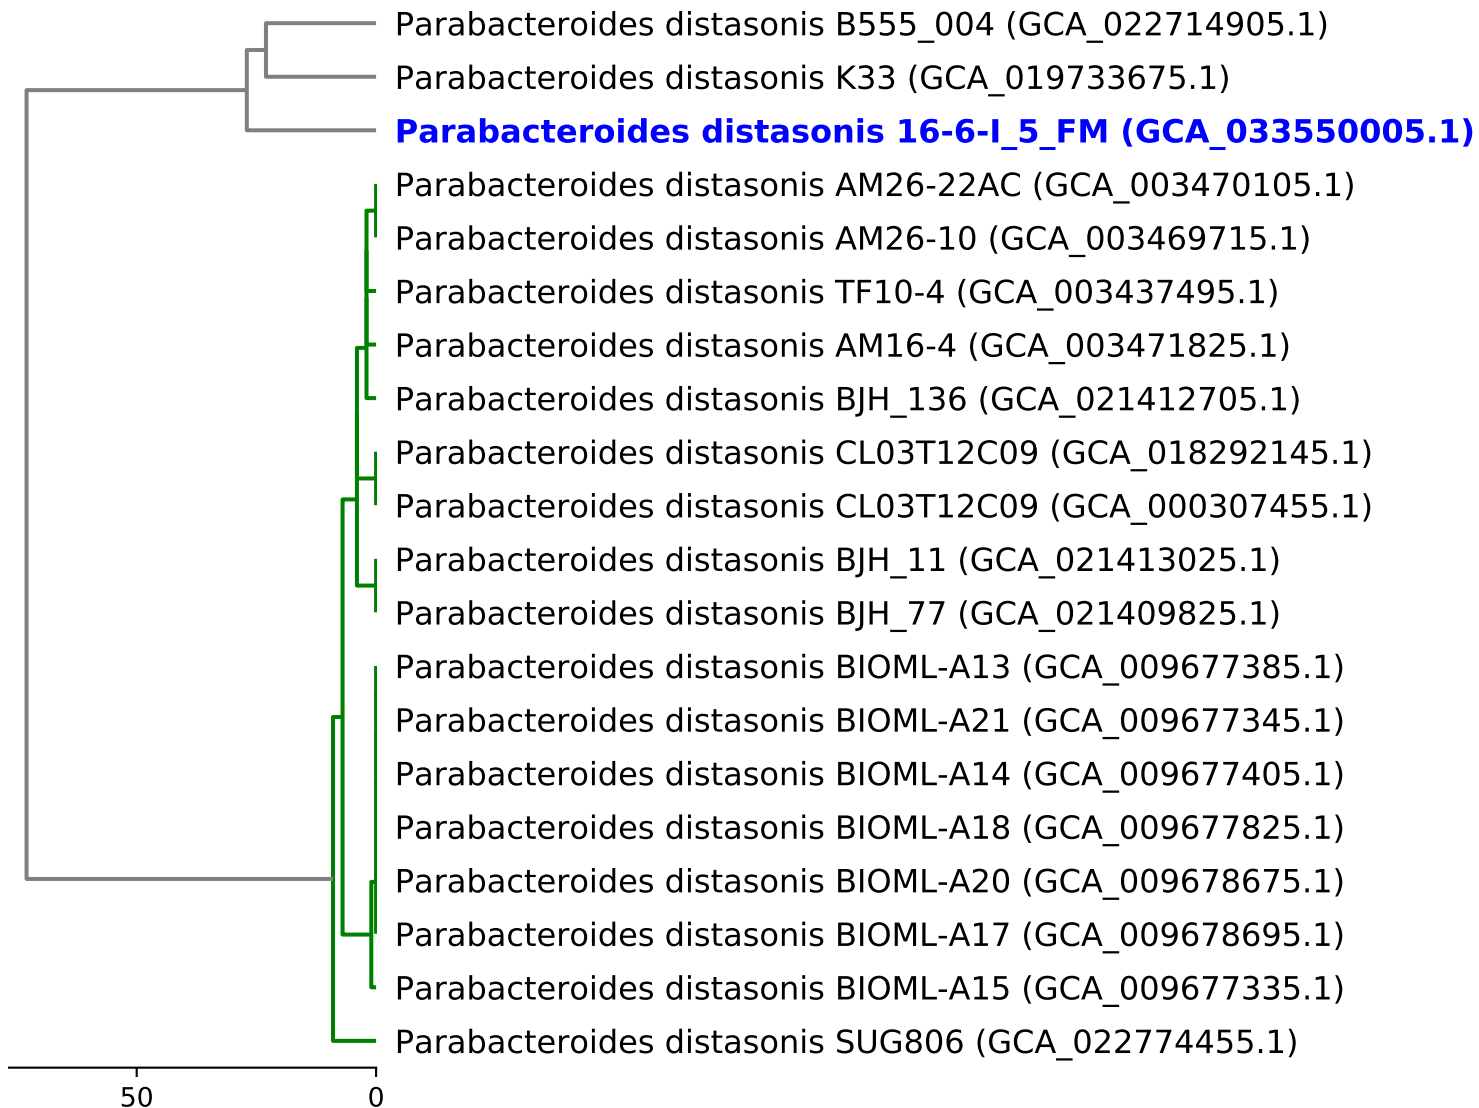 Parabacteroides distasonis B555_004 (GCA_022714905.1)
Parabacteroides distasonis K33 (GCA_019733675.1)
Parabacteroides distasonis 16-6-I_5_FM (GCA_033550005.1)
Parabacteroides distasonis AM26-22AC (GCA_003470105.1)
Parabacteroides distasonis AM26-10 (GCA_003469715.1)
Parabacteroides distasonis TF10-4 (GCA_003437495.1)
Parabacteroides distasonis AM16-4 (GCA_003471825.1)
Parabacteroides distasonis BJH_136 (GCA_021412705.1)
Parabacteroides distasonis CL03T12C09 (GCA_018292145.1)
Parabacteroides distasonis CL03T12C09 (GCA_000307455.1)
Parabacteroides distasonis BJH_11 (GCA_021413025.1)
Parabacteroides distasonis BJH_77 (GCA_021409825.1)
Parabacteroides distasonis BIOML-A13 (GCA_009677385.1)
Parabacteroides distasonis BIOML-A21 (GCA_009677345.1)
Parabacteroides distasonis BIOML-A14 (GCA_009677405.1)
Parabacteroides distasonis BIOML-A18 (GCA_009677825.1)
Parabacteroides distasonis BIOML-A20 (GCA_009678675.1)
Parabacteroides distasonis BIOML-A17 (GCA_009678695.1)
Parabacteroides distasonis BIOML-A15 (GCA_009677335.1)
Parabacteroides distasonis SUG806 (GCA_022774455.1)
50 0